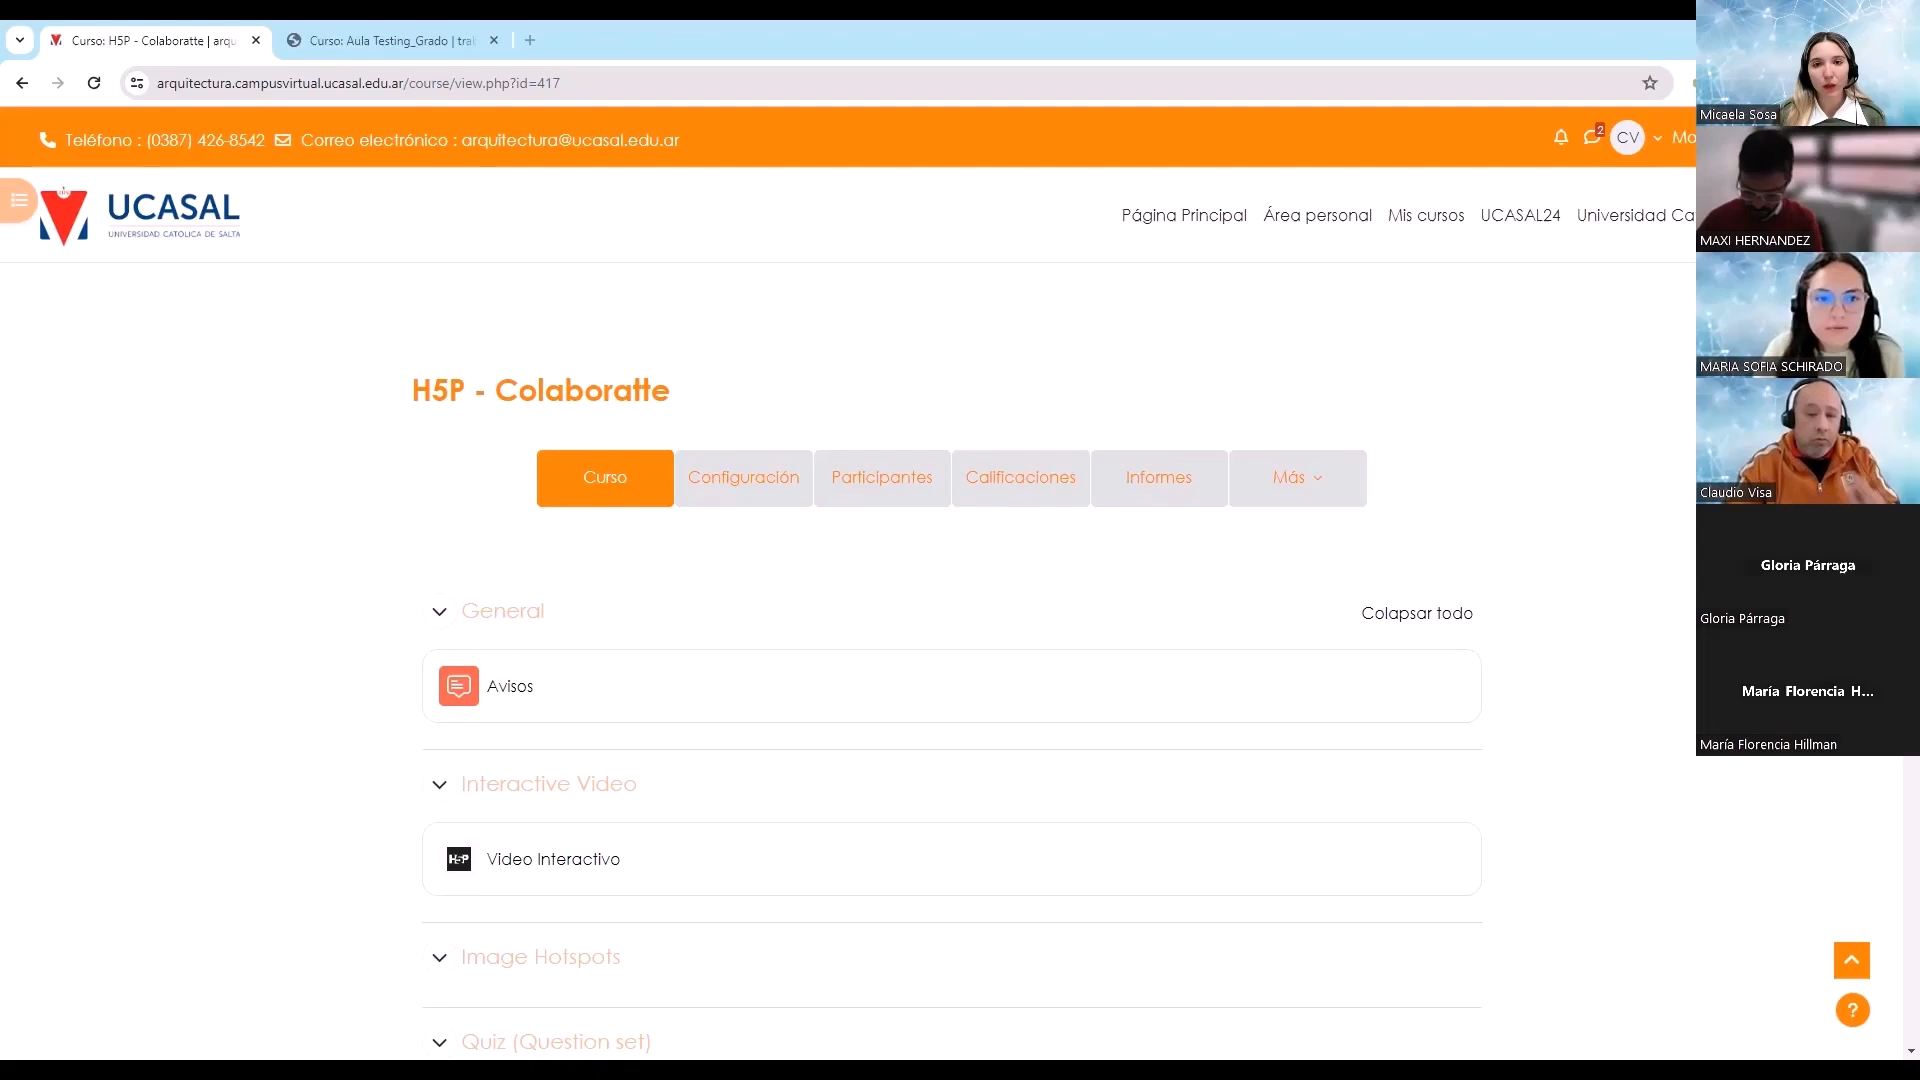 Curso: H5P - Colaboratte | arqu
Curso: Aula Testing_Grado | tra
arquitectura.campusvirtual.ucasal.edu.ar/course/view.php?id=417
Teléfono : (0387) 426-8542
Correo electrónico : arquitectura@ucasal.edu.ar
2
CV
Mo
UCASAL
UNIVERSIDAD CATÓLICA DE SALTA
Página Principal
Área personal
Mis cursos
UCASAL24
Universidad Ca
H5P - Colaboratte
Curso
Configuración
Participantes
Calificaciones
Informes
Más
General
Colapsar todo
Avisos
Interactive Video
H5P
Video Interactivo
Image Hotspots
Quiz (Question set)
?
Micaela Sosa
MAXI HERNANDEZ
MARIA SOFIA SCHIRADO
Claudio Visa
Gloria Párraga
Gloria Párraga
María Florencia H...
María Florencia Hillman